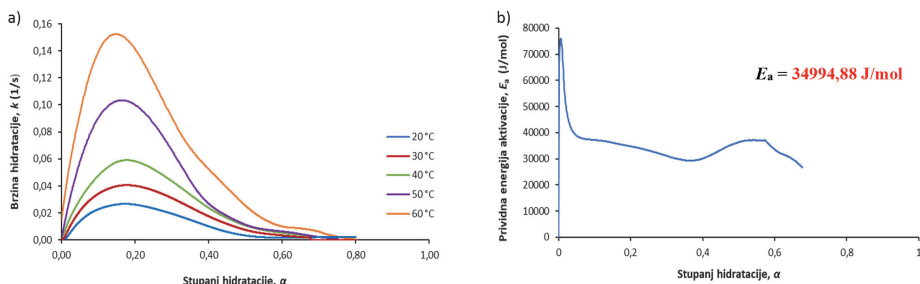 a)
0,16
0,14
0,12
0,10
0,08
0,06
0,04
0,02
0,00
Brzina hidratacije, k (1/s)
0,00 0,20 0,40 0,60 0,80 1,00
Stupanj hidratacije, α
20°C
30°C
40°C
50°C
60°C
b)
80000
70000
60000
50000
40000
30000
20000
10000
0
Prividna energija aktivacije, Ea (J/mol)
0 0,2 0,4 0,6 0,8 1
Stupanj hidratacije, α
Ea = 34994,88 J/mol